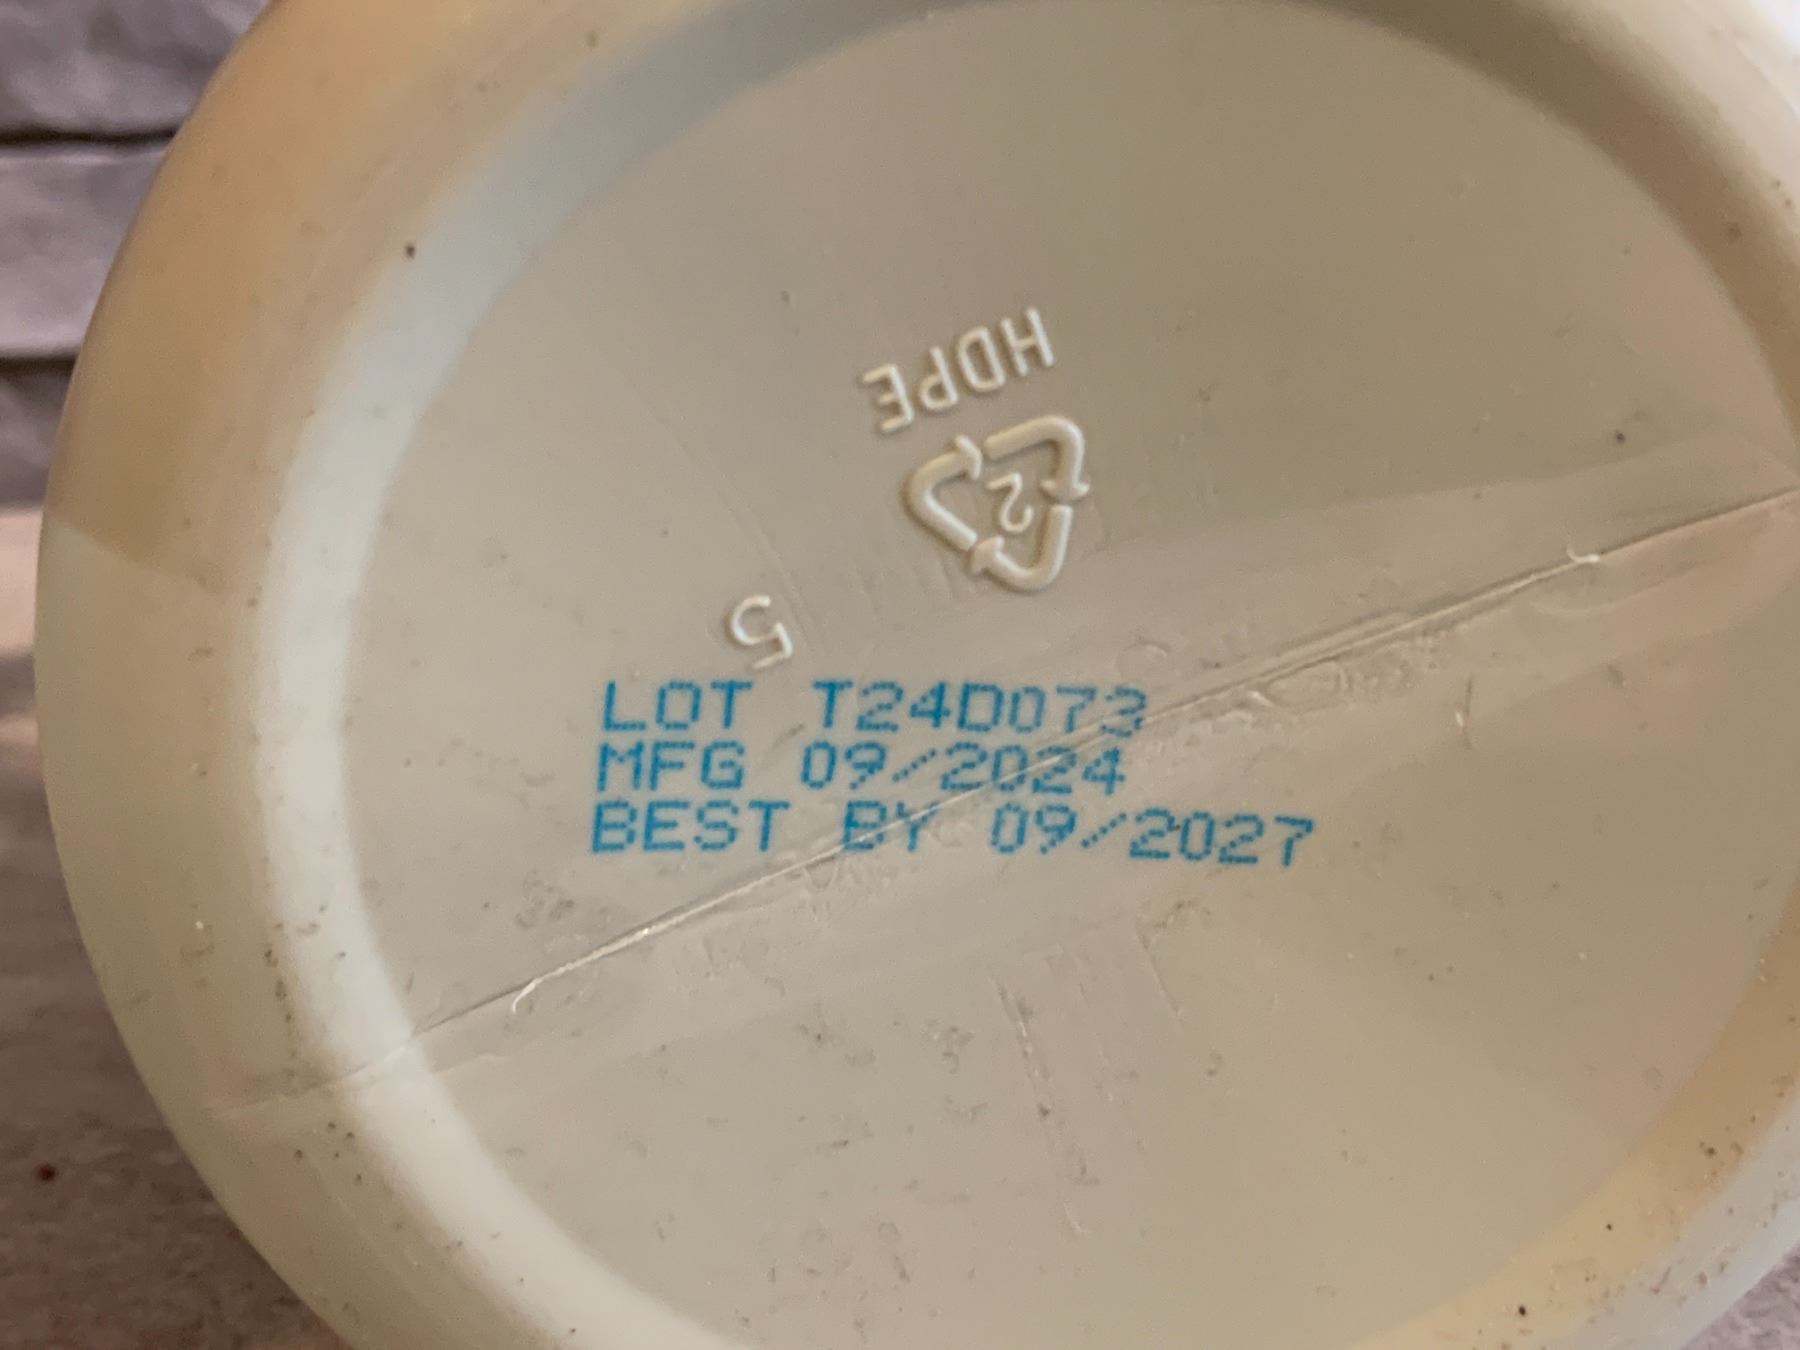 HDPE
2
5
LOT T24D073
MFG 09/2024
BEST BY 09/2027